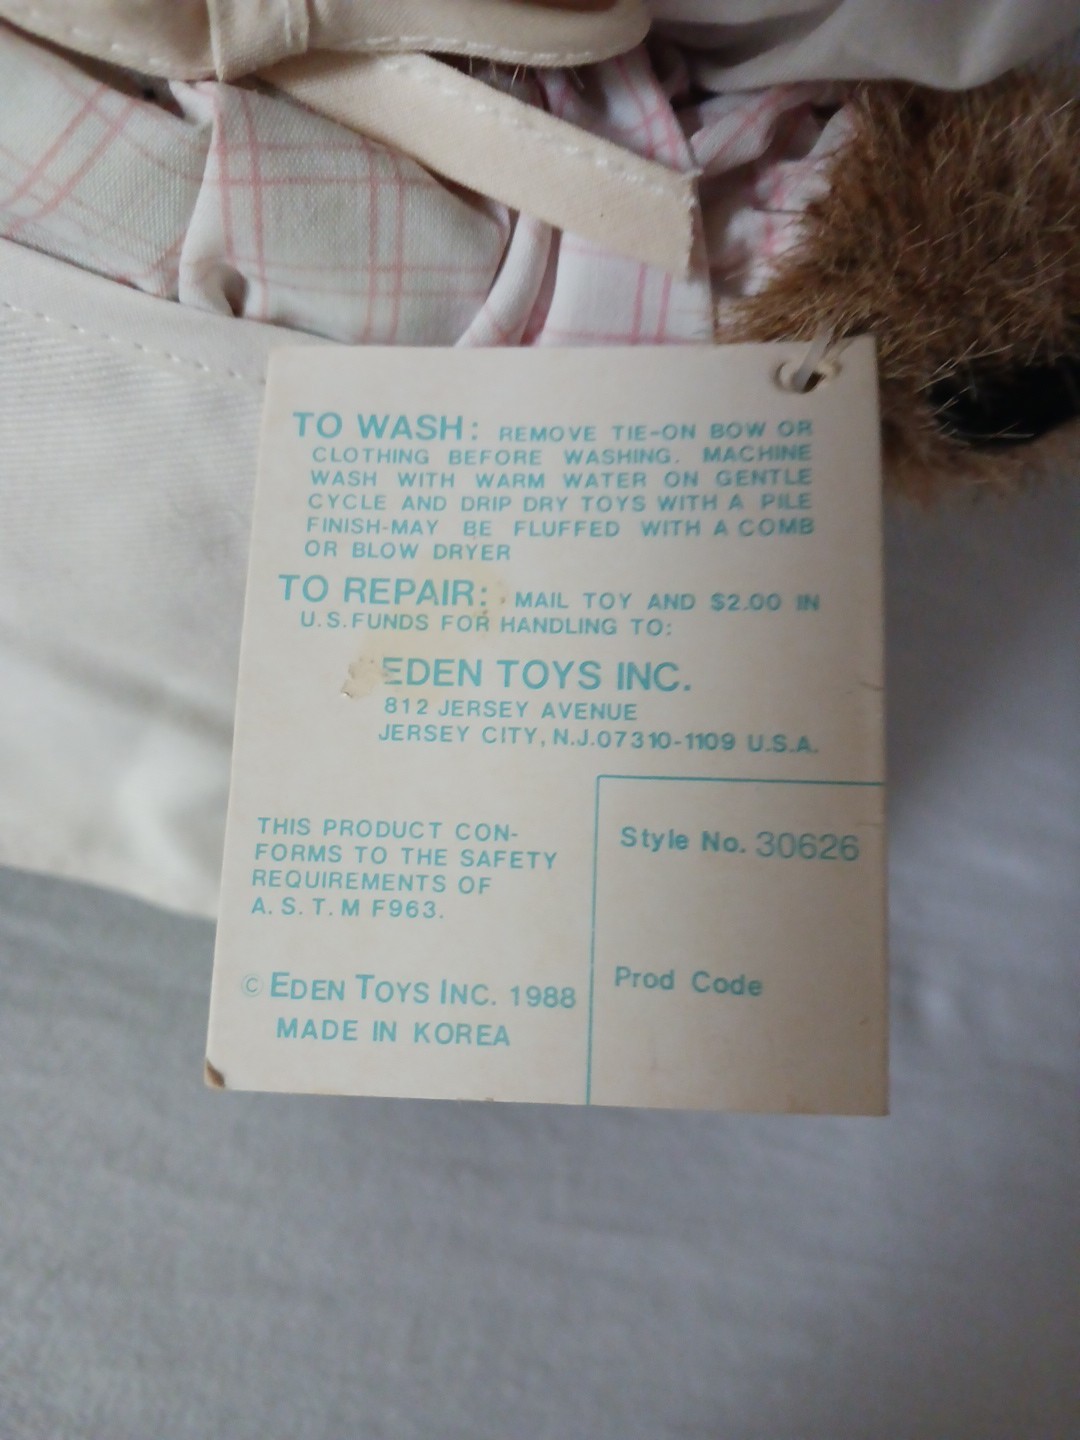 TO WASH: REMOVE TIE-ON BOW OR
CLOTHING BEFORE WASHING. MACHINE
WASH WITH WARM WATER ON GENTLE
CYCLE AND DRIP DRY TOYS WITH A PILE
FINISH-MAY BE FLUFFED WITH A COMB
OR BLOW DRYER
TO REPAIR: MAIL TOY AND $2.00 IN
U.S.FUNDS FOR HANDLING TO:
EDEN TOYS INC.
812 JERSEY AVENUE
JERSEY CITY, N.J.07310-1109 U.S.A.
THIS PRODUCT CON-
FORMS TO THE SAFETY
REQUIREMENTS OF
A.S.T.M F963.
© EDEN TOYS INC. 1988
MADE IN KOREA
Style No. 30626
Prod Code